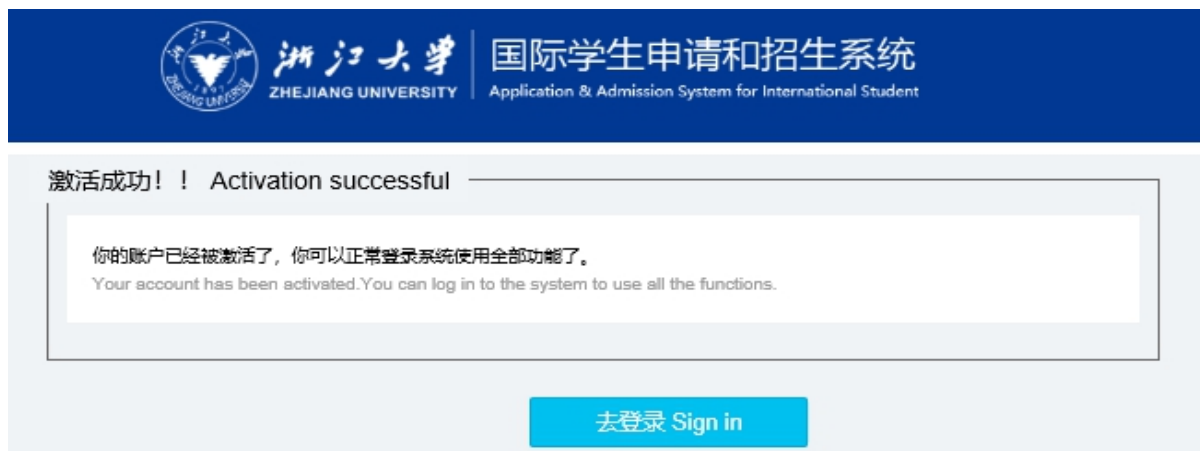 浙江大学
ZHEJIANG UNIVERSITY
国际学生申请和招生系统
Application & Admission System for International Student
激活成功！！ Activation successful
你的账户已经被激活了，你可以正常登录系统使用全部功能了。
Your account has been activated.You can log in to the system to use all the functions.
去登录 Sign in